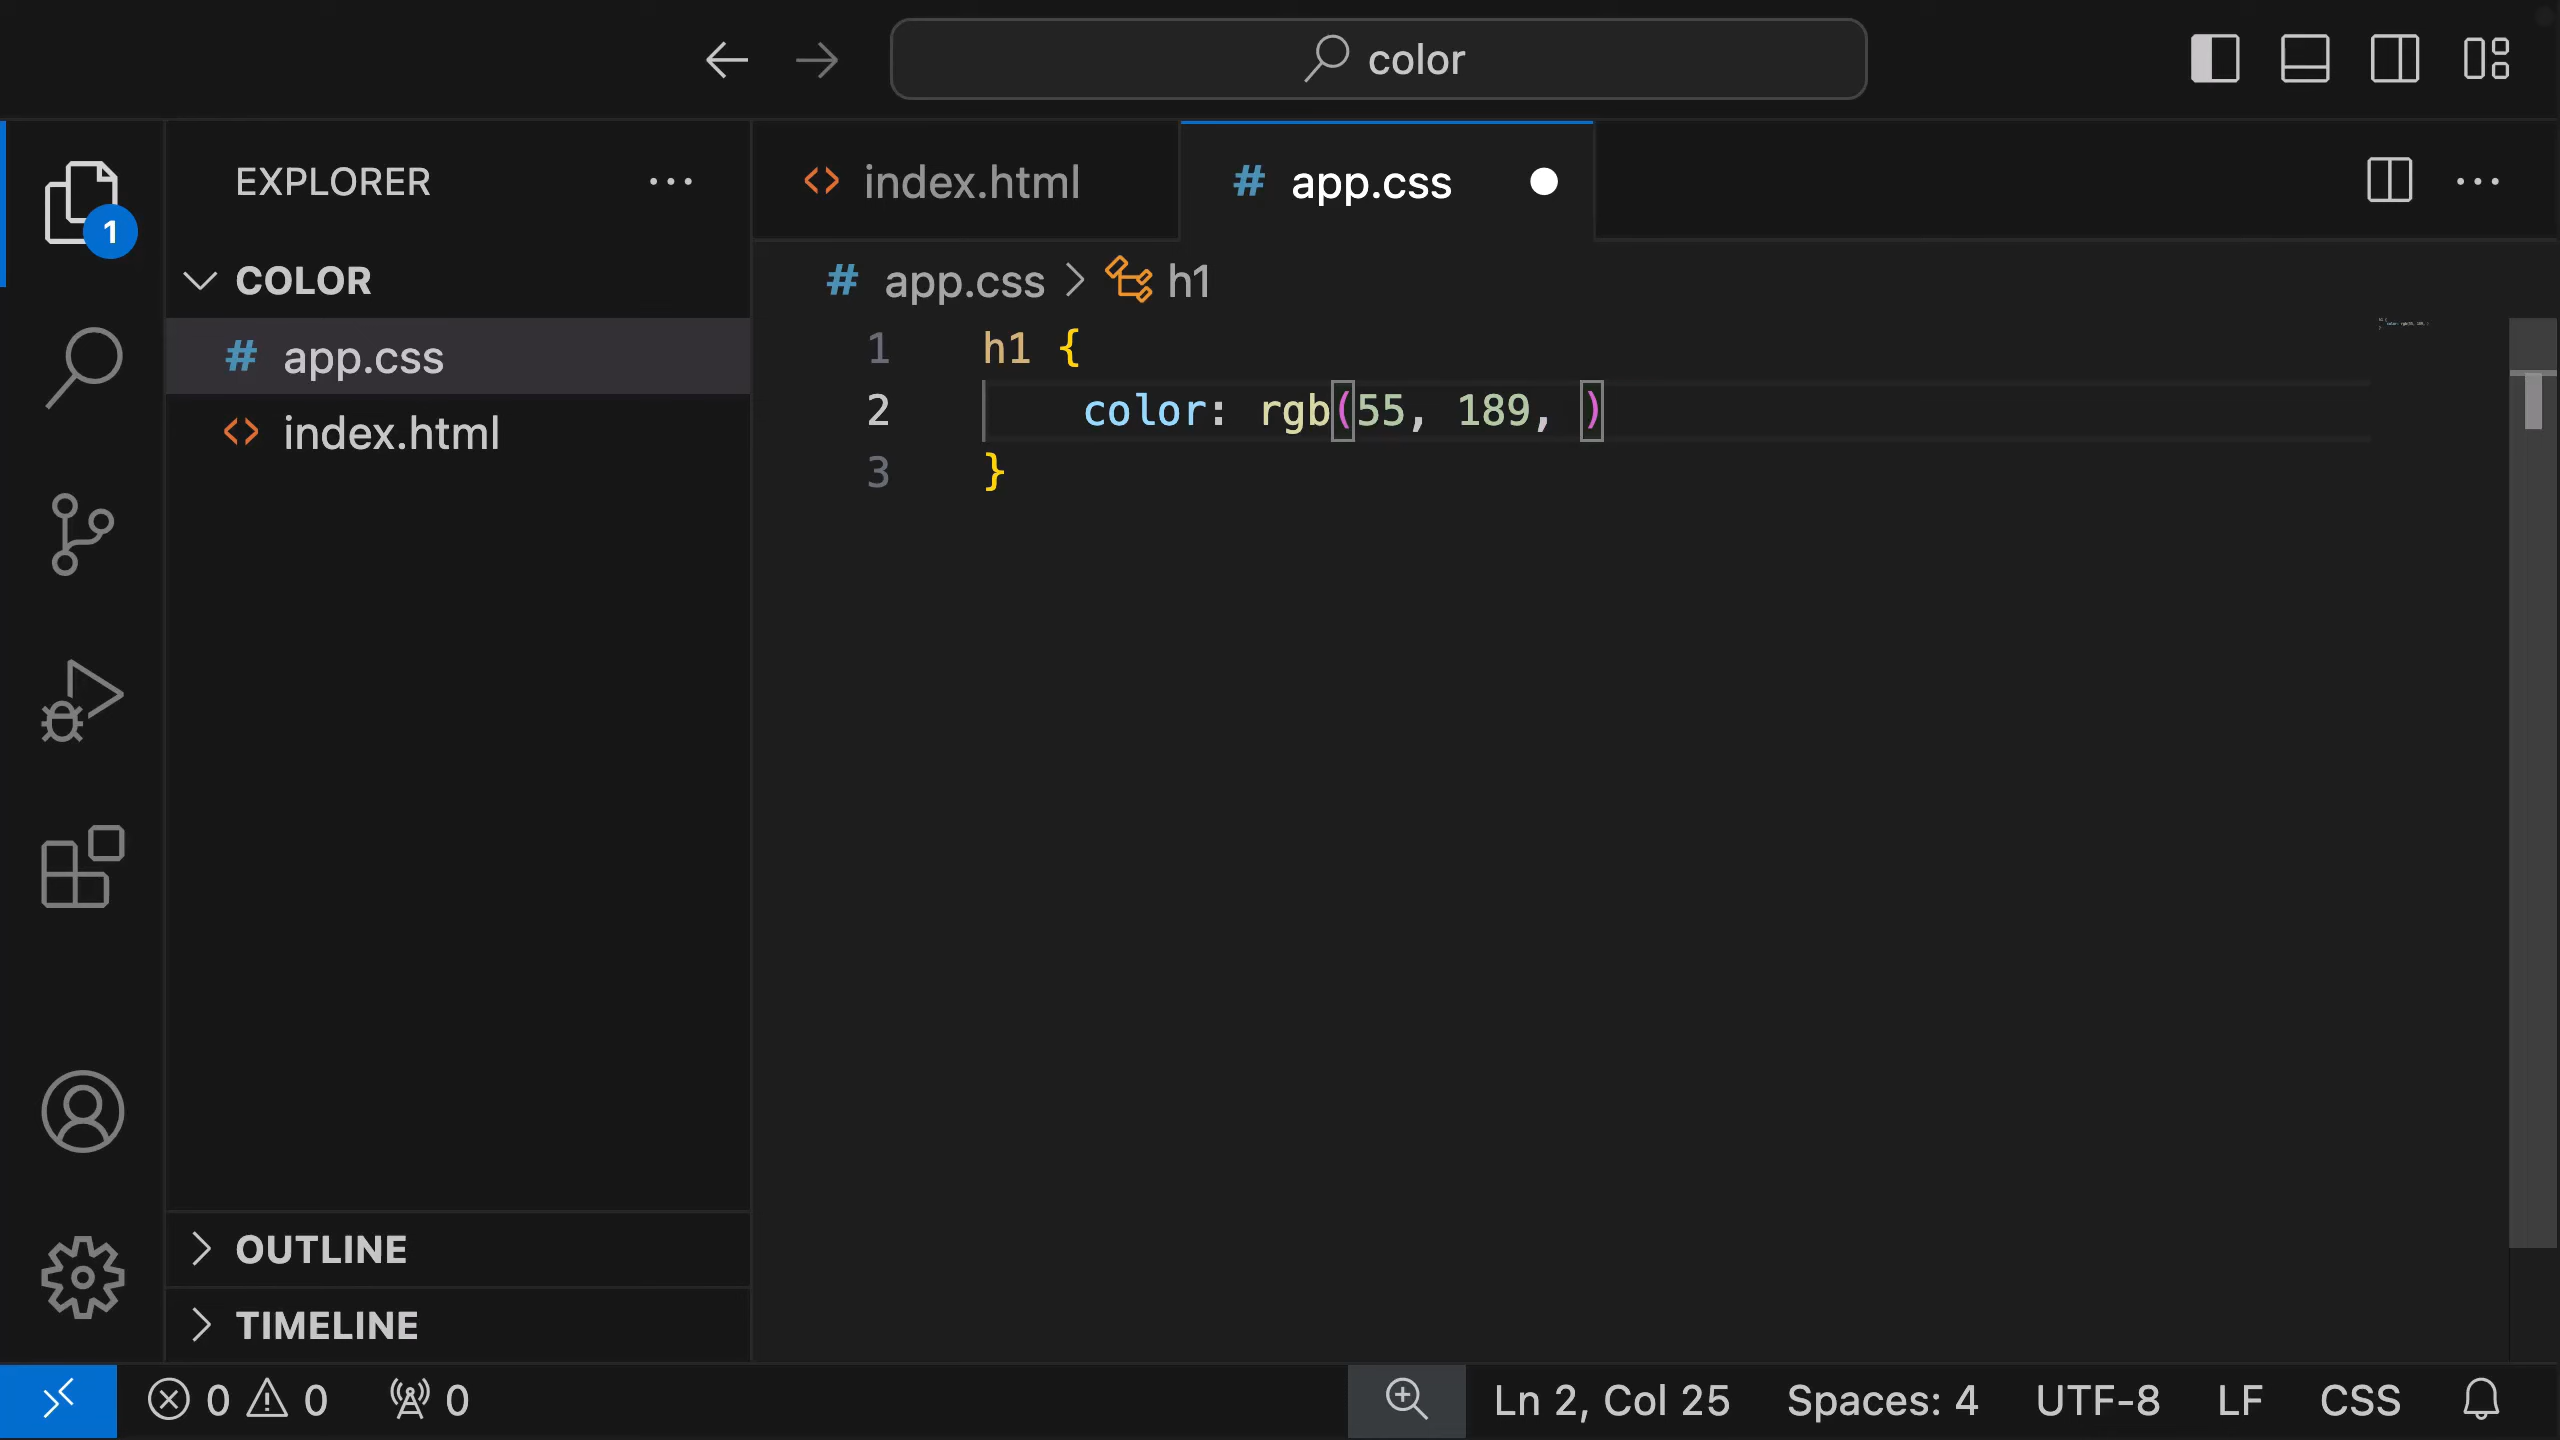 color
EXPLORER
1
COLOR
# app.css
<> index.html
OUTLINE
TIMELINE
<> index.html
# app.css
# app.css > h1
1 h1 {
2 color: rgb(55, 189, )
3 }
0 0 0
Ln 2, Col 25 Spaces: 4 UTF-8 LF CSS